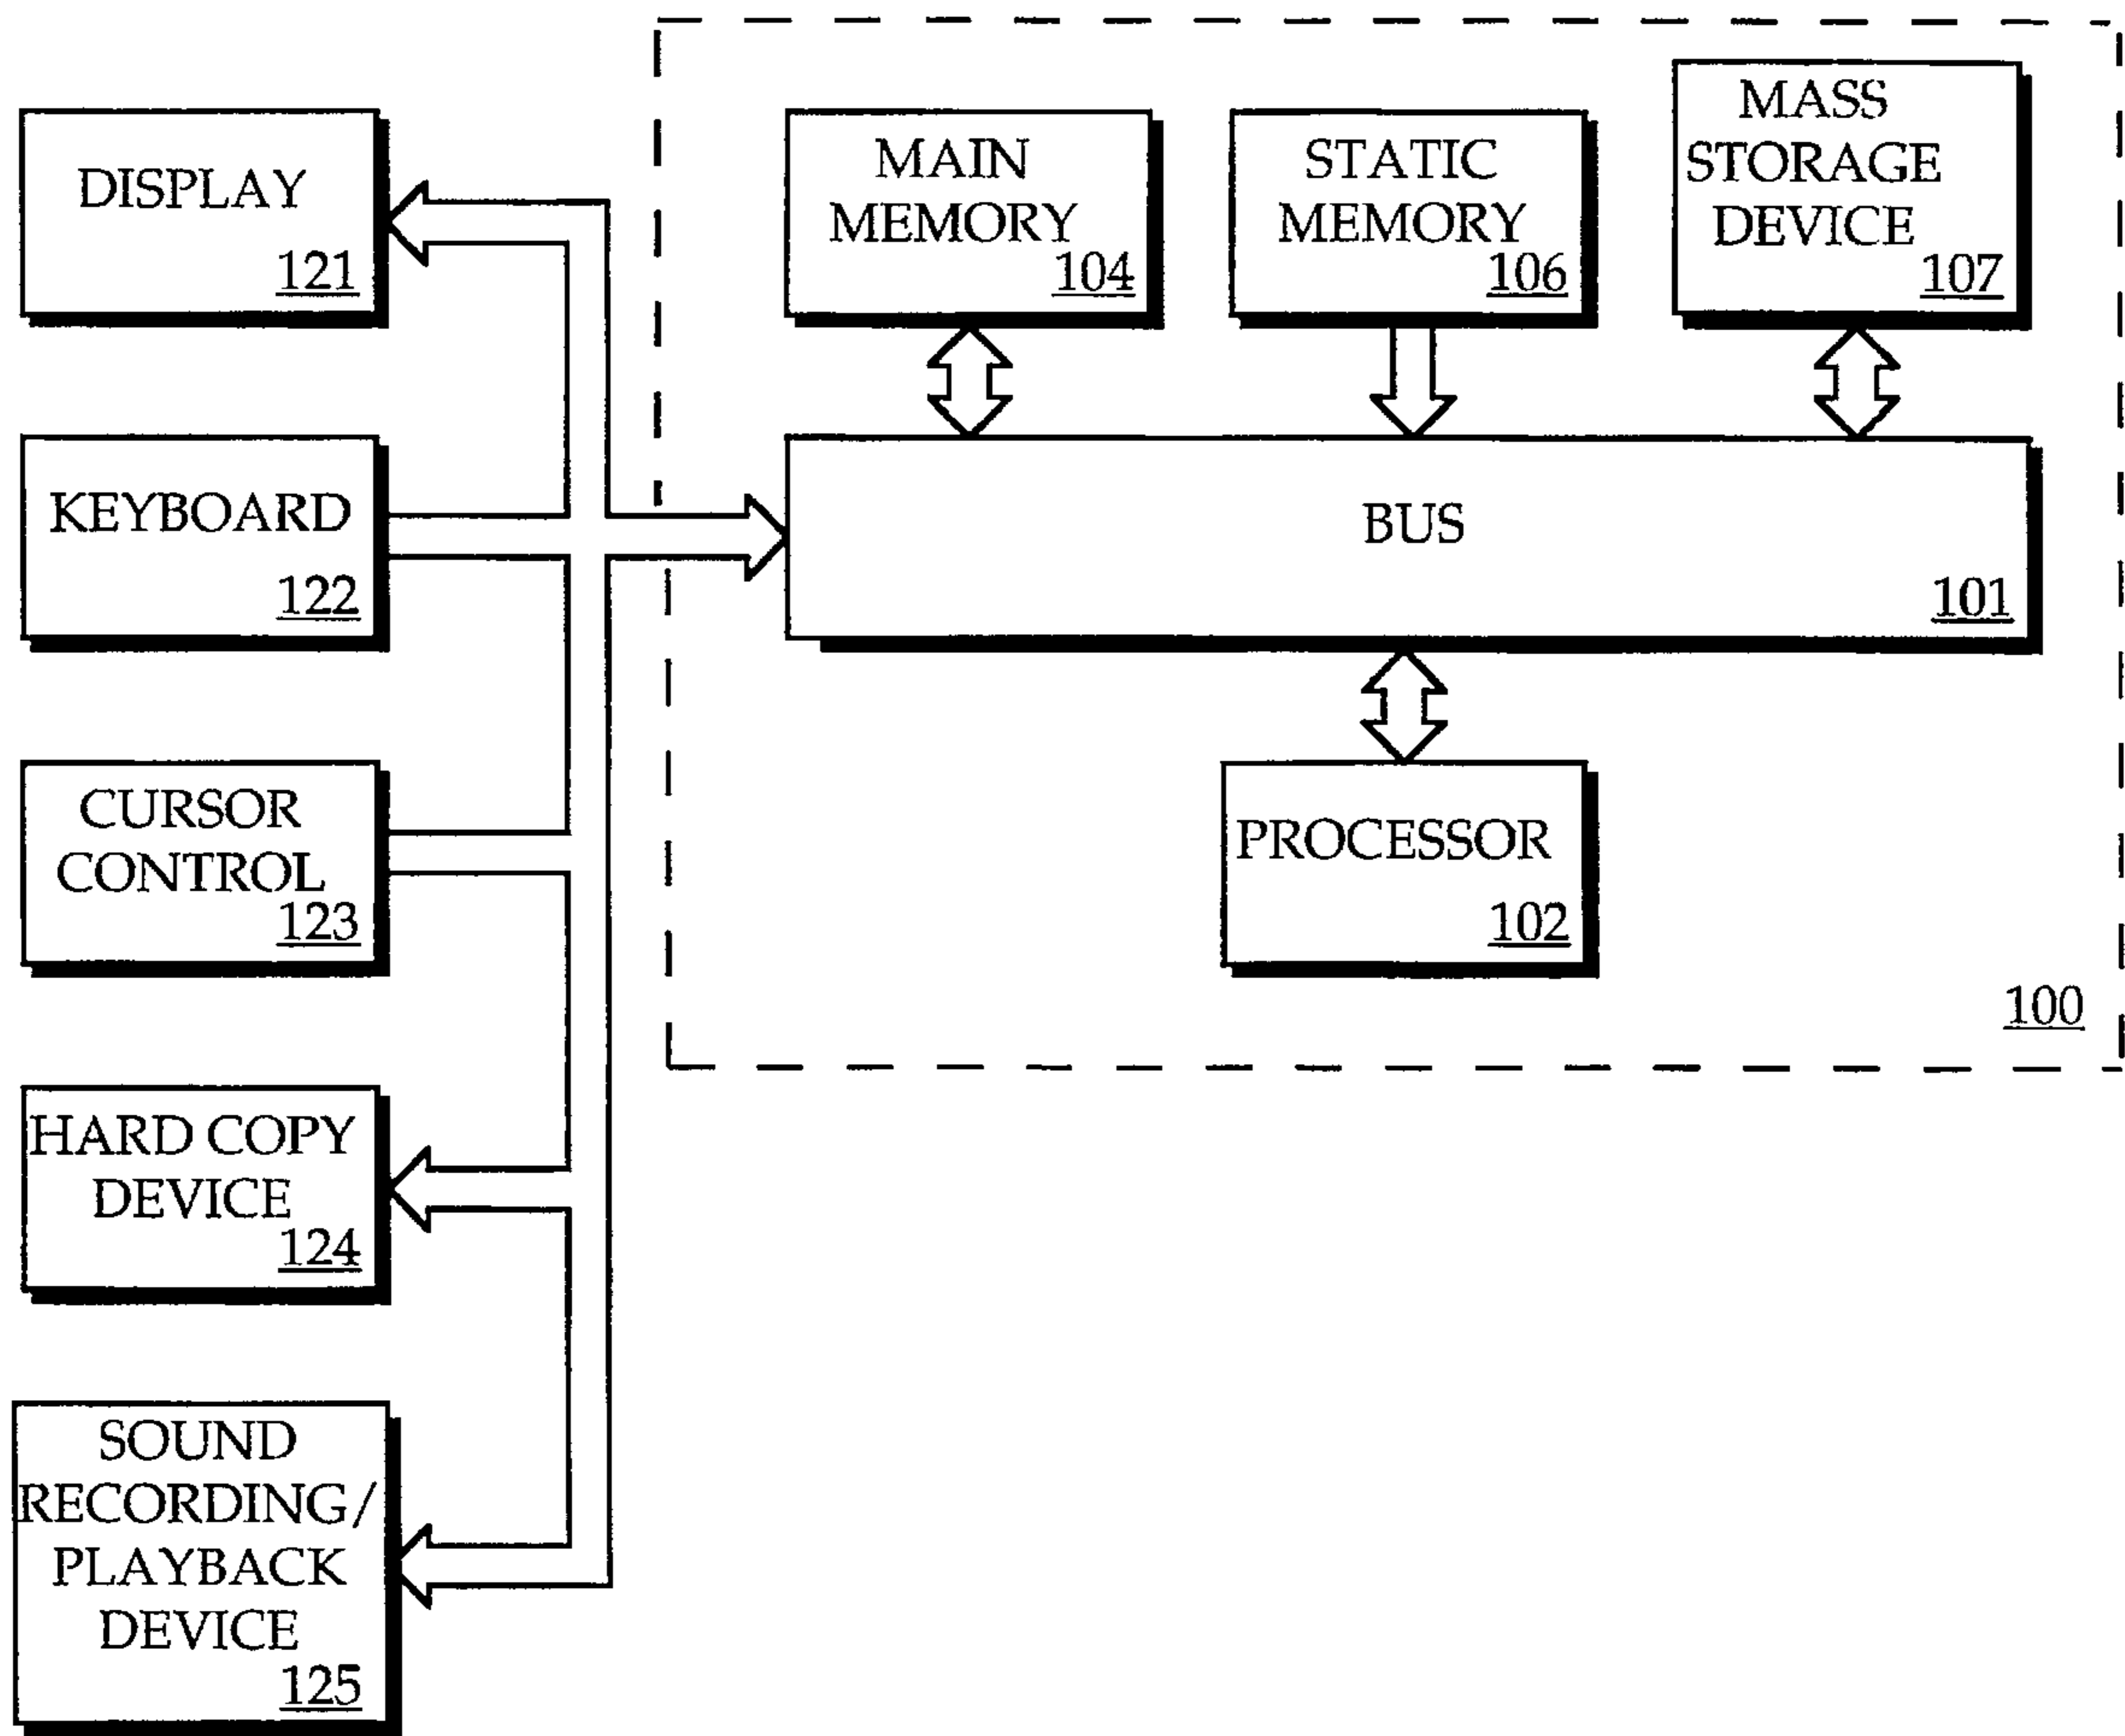 DISPLAY
121
KEYBOARD
122
CURSOR
CONTROL
123
HARD COPY
DEVICE
124
SOUND
RECORDING/
PLAYBACK
DEVICE
125
MAIN
MEMORY
104
STATIC
MEMORY
106
MASS
STORAGE
DEVICE
107
BUS
101
PROCESSOR
102
100